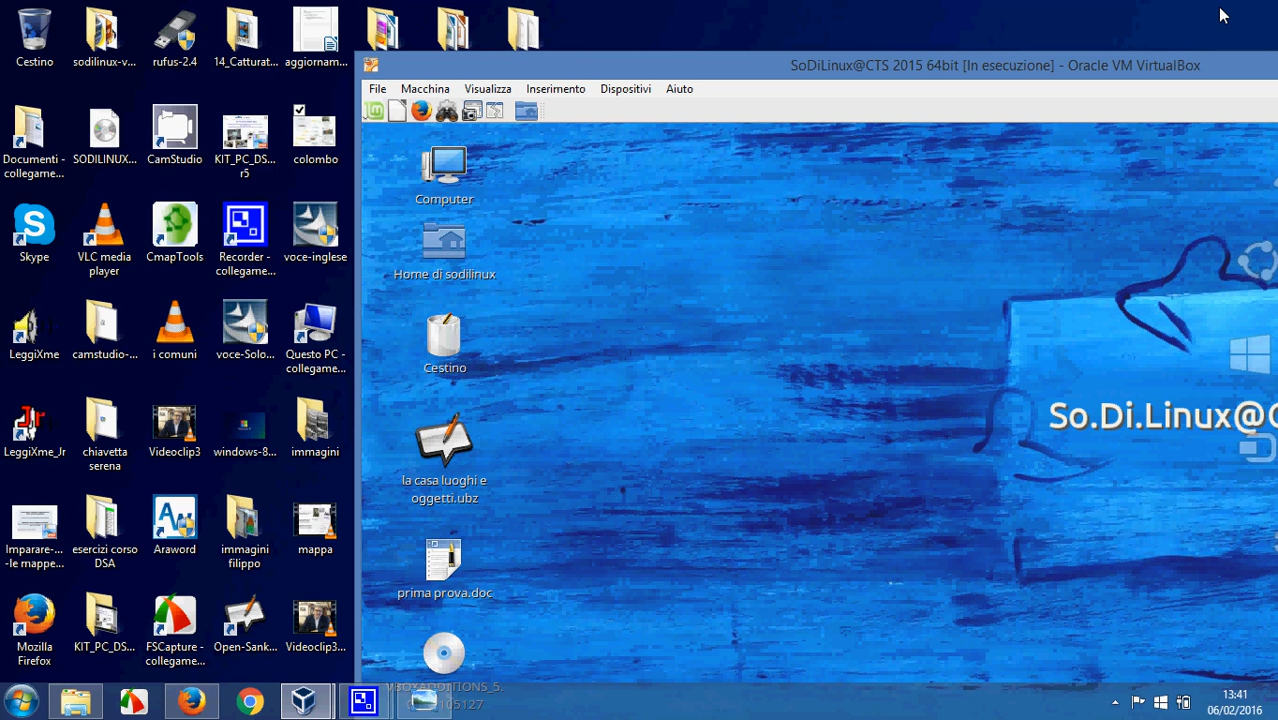 Cestino
sodilinux-v...
rufus-2.4
14_Catturat...
aggiornam...
SoDiLinux@CTS 2015 64bit [In esecuzione] - Oracle VM VirtualBox
File Macchina Visualizza Inserimento Dispositivi Aiuto
Documenti -
collegame...
SODILINUX...
CamStudio
KIT_PC_DS...
r5
colombo
Computer
Skype
VLC media
player
CmapTools
Recorder -
collegame...
voce-inglese
Home di sodilinux
LeggiXme
camstudio-...
i comuni
voce-Solo...
Questo PC -
collegame...
Cestino
So.Di.Linux@C
LeggiXme_Jr
chiavetta
serena
Videoclip3
windows-8...
immagini
la casa luoghi e
oggetti.ubz
Imparare-...
-le mappe...
esercizi corso
DSA
Araword
immagini
filippo
mappa
prima prova.doc
Mozilla
Firefox
KIT_PC_DS...
FSCapture -
collegame...
Open-Sank...
Videoclip3...
VBOXADDITIONS_5.
105127
13:41
06/02/2016